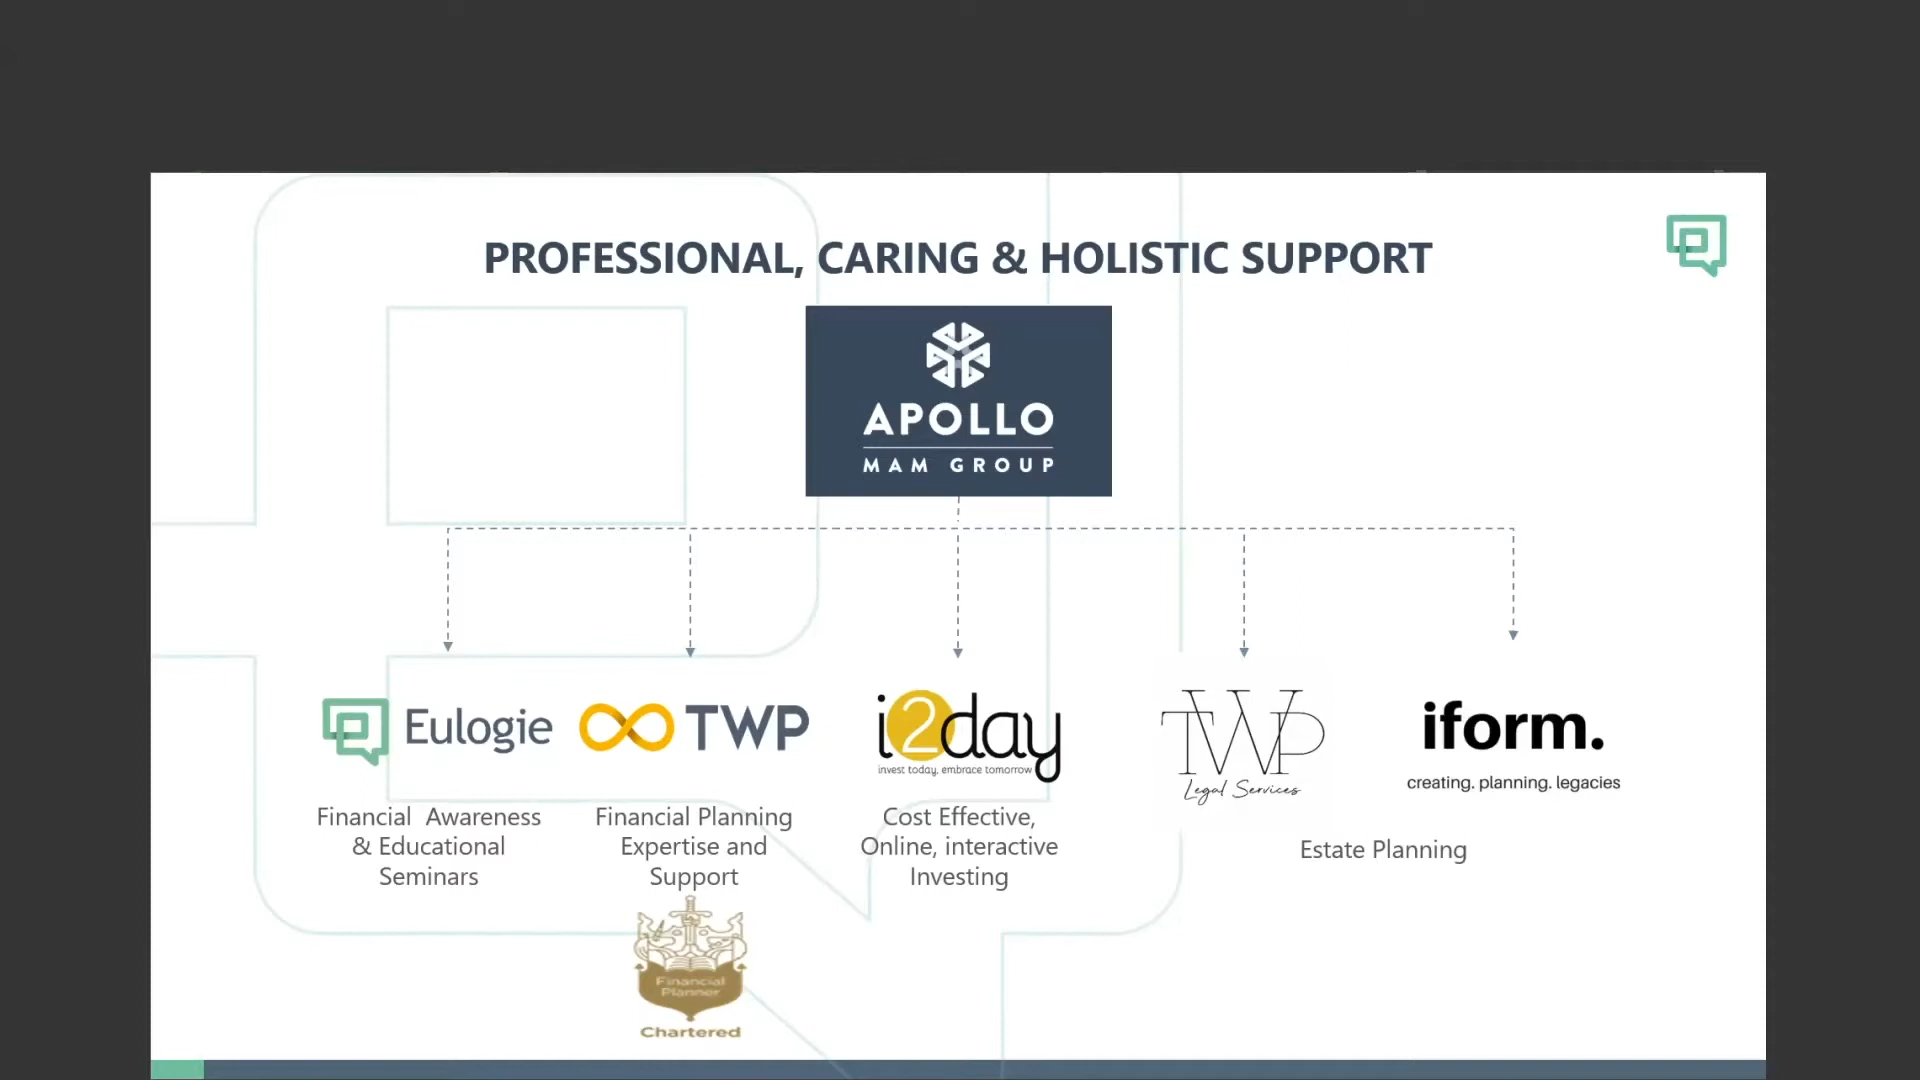 PROFESSIONAL, CARING & HOLISTIC SUPPORT
APOLLO
MAM GROUP
Eulogie
TWP
i2day
invest today, embrace tomorrow
TWP
Legal Services
iform.
creating. planning. legacies
Financial Awareness
& Educational
Seminars
Financial Planning
Expertise and
Support
Cost Effective,
Online, interactive
Investing
Estate Planning
Financial
Planner
Chartered